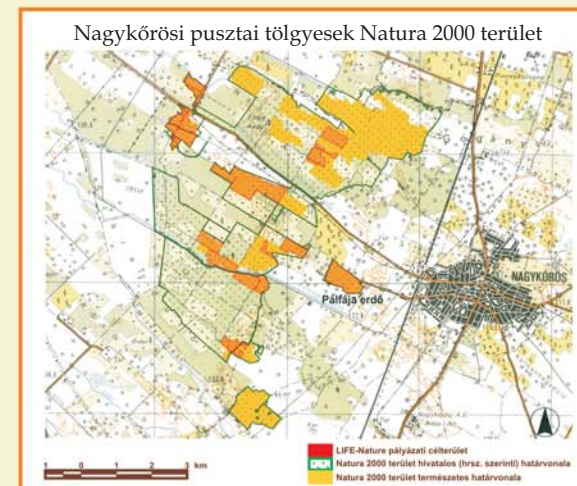 Nagykőrösi pusztai tölgyesek Natura 2000 terület
NAGYKŐRÖS
Pálfája erdő
1 0 1 2 3 km
LIFE-Nature pályázati célterület
Natura 2000 terület hivatalos (hrsz. szerinti) határvonala
Natura 2000 terület természetes határvonala